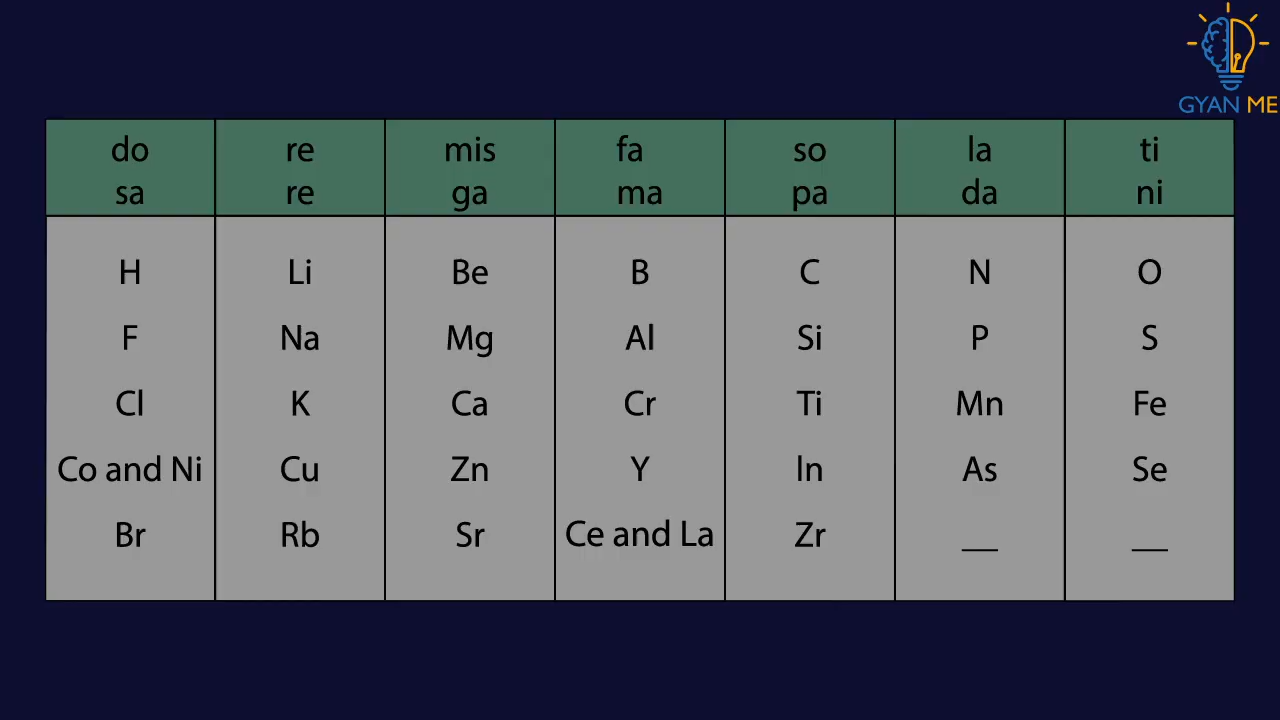 GYAN ME
do re mis fa so la ti
sa re ga ma pa da ni
H Li Be B C N O
F Na Mg Al Si P S
Cl K Ca Cr Ti Mn Fe
Co and Ni Cu Zn Y In As Se
Br Rb Sr Ce and La Zr __ __